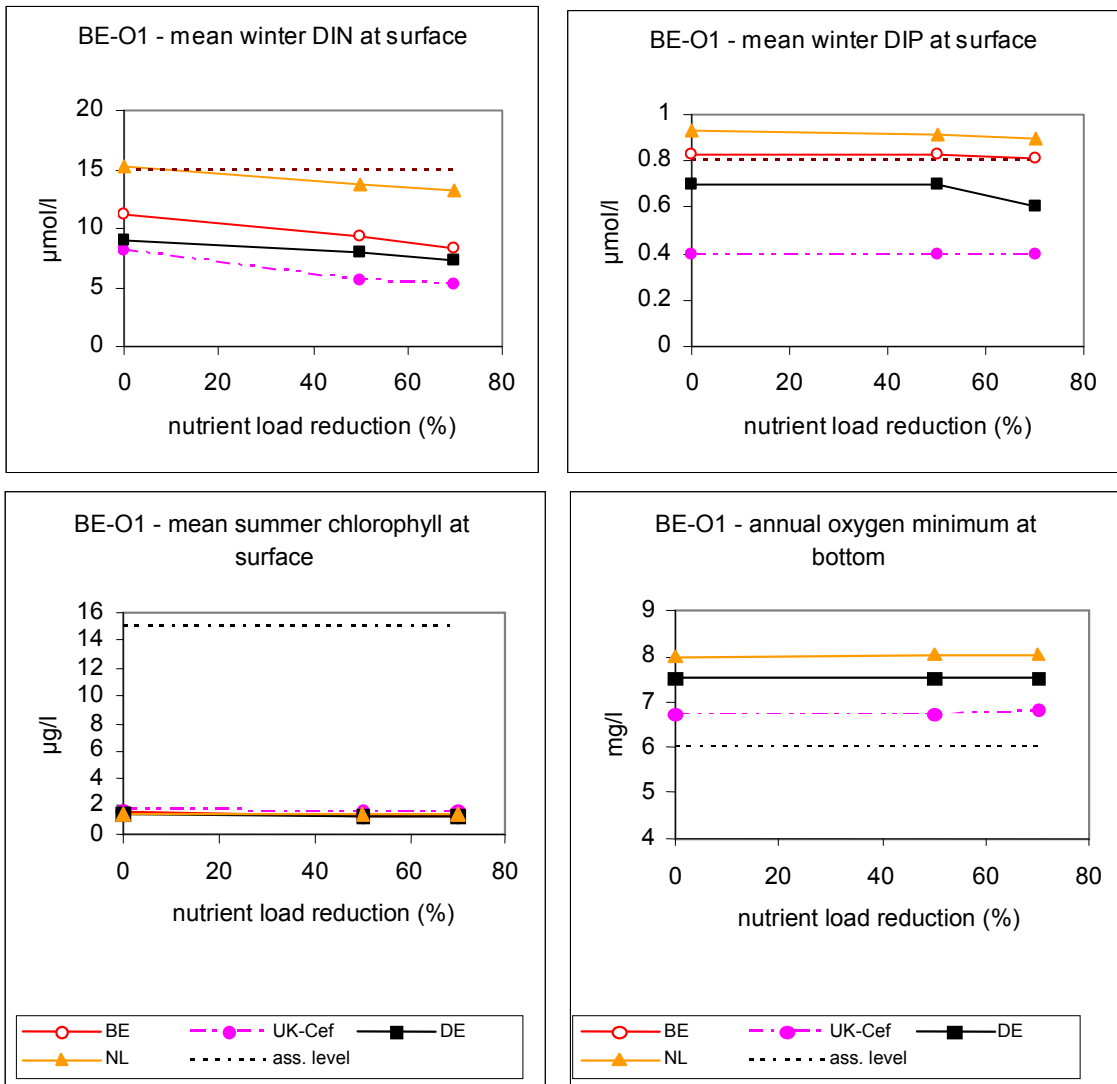 BE-O1 - mean winter DIN at surface
20
15
10
5
0
µmol/l
0 20 40 60 80
nutrient load reduction (%)
BE-O1 - mean winter DIP at surface
1
0.8
0.6
0.4
0.2
0
µmol/l
0 20 40 60 80
nutrient load reduction (%)
BE-O1 - mean summer chlorophyll at
surface
16
14
12
10
8
6
4
2
0
µg/l
0 20 40 60 80
nutrient load reduction (%)
BE UK-Cef DE
NL ass. level
BE-O1 - annual oxygen minimum at
bottom
9
8
7
6
5
4
mg/l
0 20 40 60 80
nutrient load reduction (%)
BE UK-Cef DE
NL ass. level